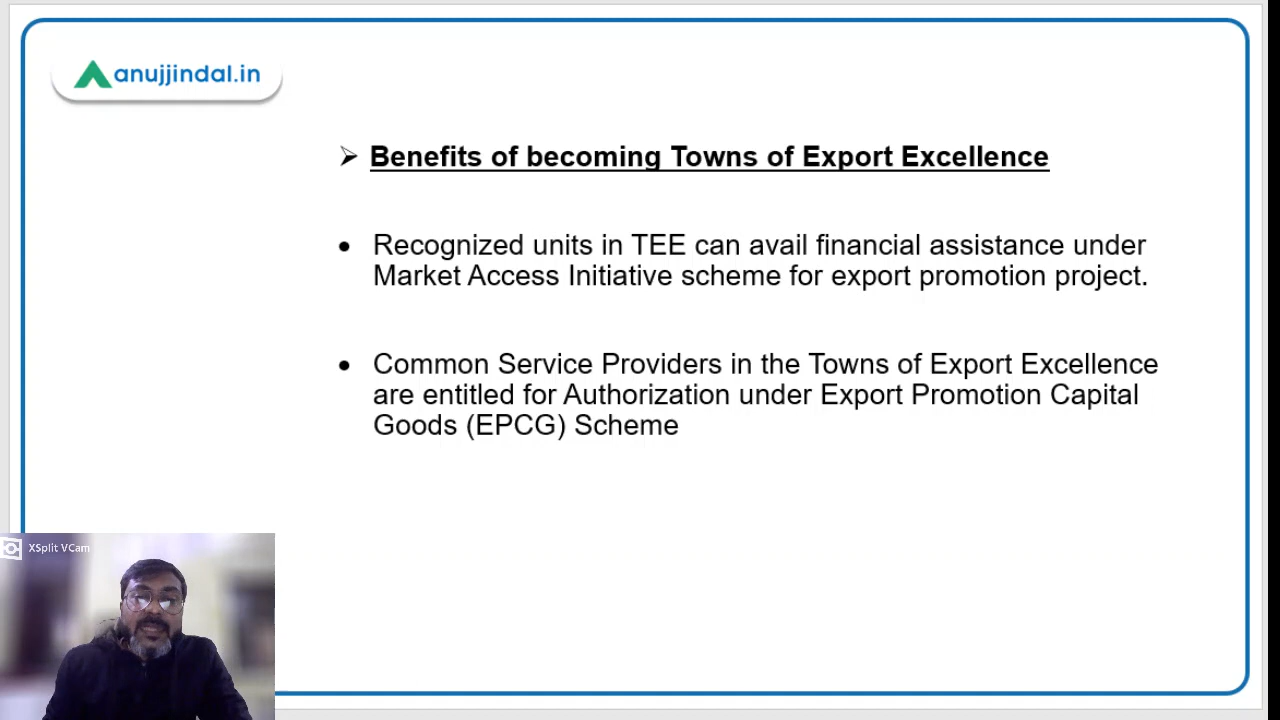 anujjindal.in
➢ Benefits of becoming Towns of Export Excellence
• Recognized units in TEE can avail financial assistance under
Market Access Initiative scheme for export promotion project.
• Common Service Providers in the Towns of Export Excellence
are entitled for Authorization under Export Promotion Capital
Goods (EPCG) Scheme
XSplit VCam